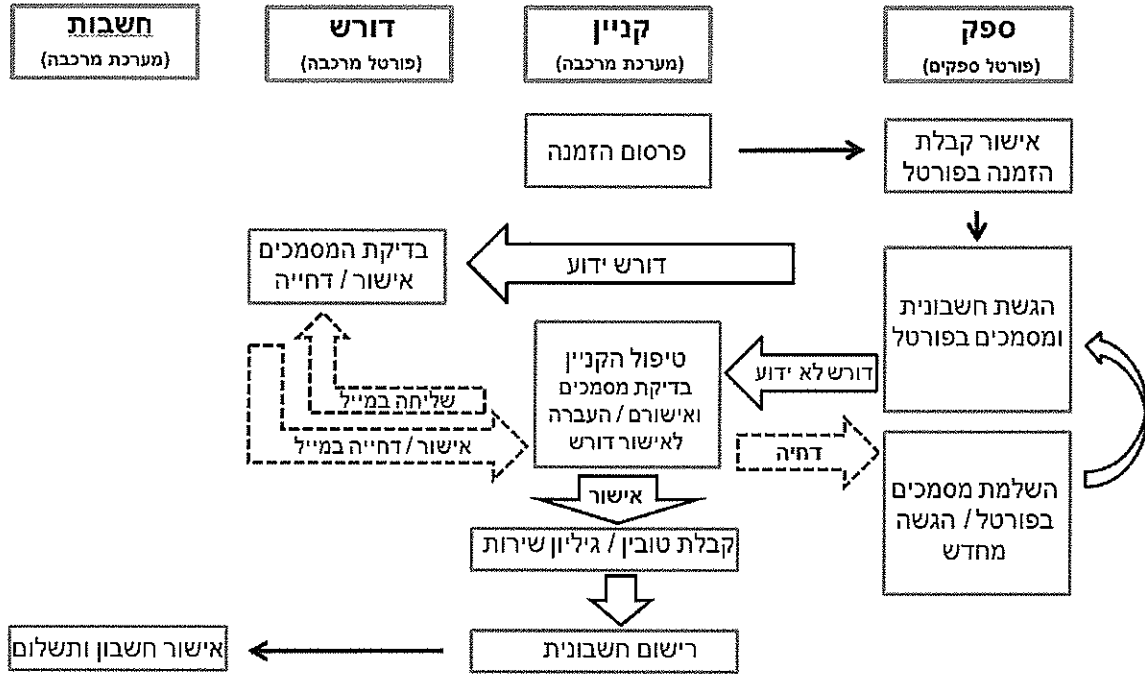 ספק
(פורטל ספקים)
קניין
(מערכת מרכבה)
דורש
(פורטל מרכבה)
חשבות
(מערכת מרכבה)
פרסום הזמנה
אישור קבלת
הזמנה בפורטל
הגשת חשבונית
ומסמכים בפורטל
דורש ידוע
בדיקת המסמכים
אישור / דחייה
דורש לא ידוע
טיפול הקניין
בדיקת מסמכים
ואישורם / העברה
לאישור דורש
שליחה במייל
אישור / דחייה במייל
דחיה
השלמת מסמכים
בפורטל / הגשה
מחדש
אישור
קבלת טובין / גיליון שירות
רישום חשבונית
אישור חשבון ותשלום